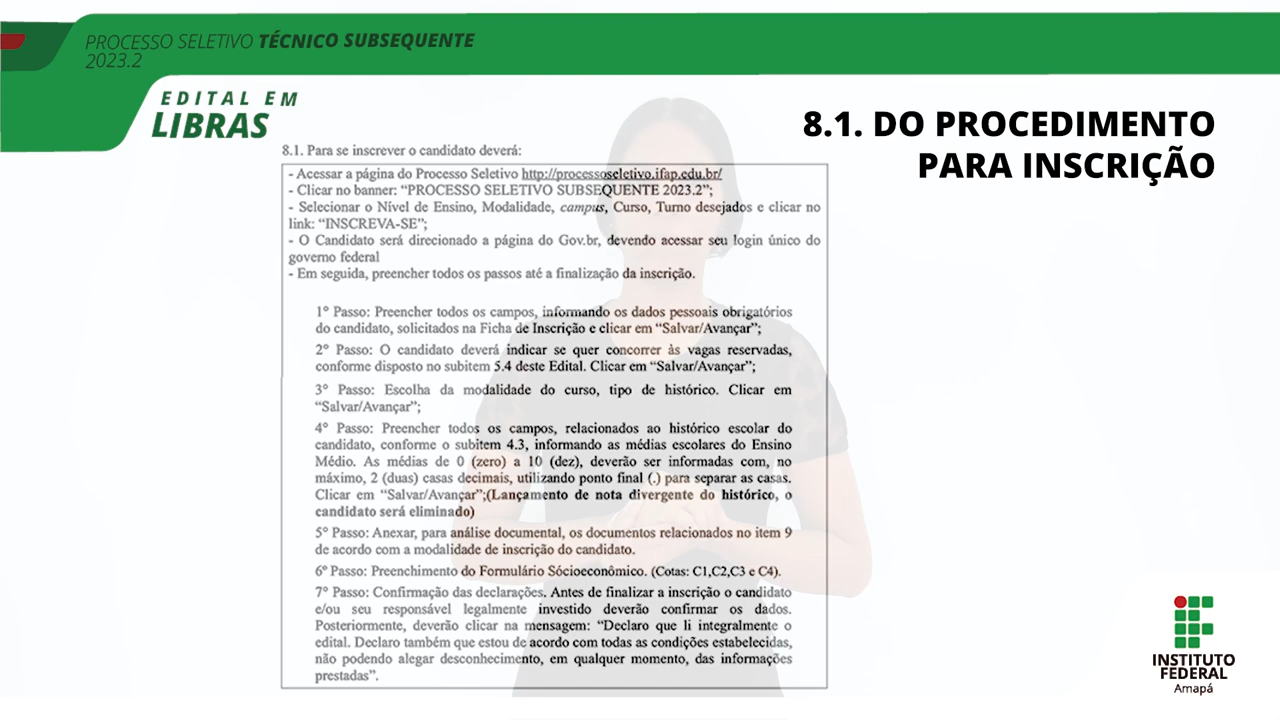 PROCESSO SELETIVO TÉCNICO SUBSEQUENTE
2023.2
EDITAL EM
LIBRAS
8.1. DO PROCEDIMENTO
PARA INSCRIÇÃO
8.1. Para se inscrever o candidato deverá:
- Acessar a página do Processo Seletivo http://processoseletivo.ifap.edu.br/
- Clicar no banner: “PROCESSO SELETIVO SUBSEQUENTE 2023.2”;
- Selecionar o Nível de Ensino, Modalidade, campus, Curso, Turno desejados e clicar no
link: “INSCREVA-SE”;
- O Candidato será direcionado a página do Gov.br, devendo acessar seu login único do
governo federal
- Em seguida, preencher todos os passos até a finalização da inscrição.
1º Passo: Preencher todos os campos, informando os dados pessoais obrigatórios
do candidato, solicitados na Ficha de Inscrição e clicar em “Salvar/Avançar”;
2º Passo: O candidato deverá indicar se quer concorrer às vagas reservadas,
conforme disposto no subitem 5.4 deste Edital. Clicar em “Salvar/Avançar”;
3º Passo: Escolha da modalidade do curso, tipo de histórico. Clicar em
“Salvar/Avançar”;
4º Passo: Preencher todos os campos, relacionados ao histórico escolar do
candidato, conforme o subitem 4.3, informando as médias escolares do Ensino
Médio. As médias de 0 (zero) a 10 (dez), deverão ser informadas com, no
máximo, 2 (duas) casas decimais, utilizando ponto final (.) para separar as casas.
Clicar em “Salvar/Avançar”;(Lançamento de nota divergente do histórico, o
candidato será eliminado)
5º Passo: Anexar, para análise documental, os documentos relacionados no item 9
de acordo com a modalidade de inscrição do candidato.
6º Passo: Preenchimento do Formulário Sócioeconômico. (Cotas: C1,C2,C3 e C4).
7º Passo: Confirmação das declarações. Antes de finalizar a inscrição o candidato
e/ou seu responsável legalmente investido deverão confirmar os dados.
Posteriormente, deverão clicar na mensagem: “Declaro que li integralmente o
edital. Declaro também que estou de acordo com todas as condições estabelecidas,
não podendo alegar desconhecimento, em qualquer momento, das informações
prestadas”.
INSTITUTO
FEDERAL
Amapá